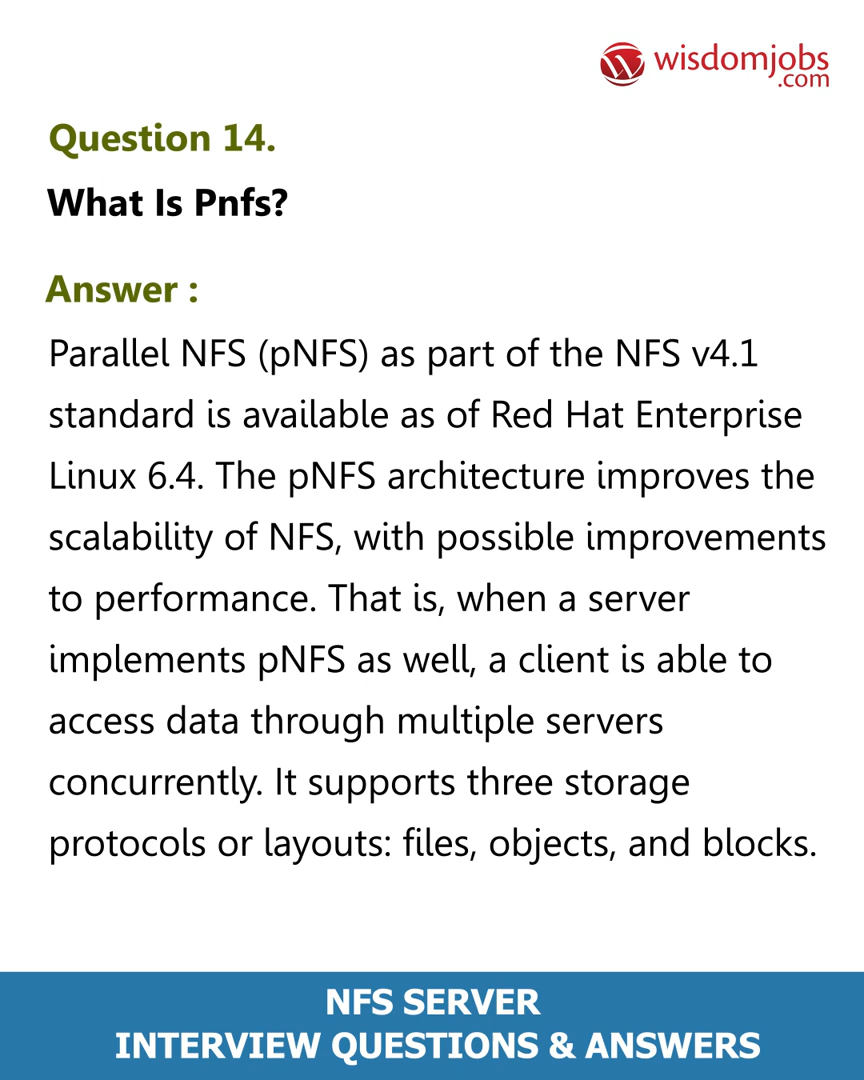 wisdomjobs
.com
Question 14.
What Is Pnfs?
Answer :
Parallel NFS (pNFS) as part of the NFS v4.1
standard is available as of Red Hat Enterprise
Linux 6.4. The pNFS architecture improves the
scalability of NFS, with possible improvements
to performance. That is, when a server
implements pNFS as well, a client is able to
access data through multiple servers
concurrently. It supports three storage
protocols or layouts: files, objects, and blocks.
NFS SERVER
INTERVIEW QUESTIONS & ANSWERS